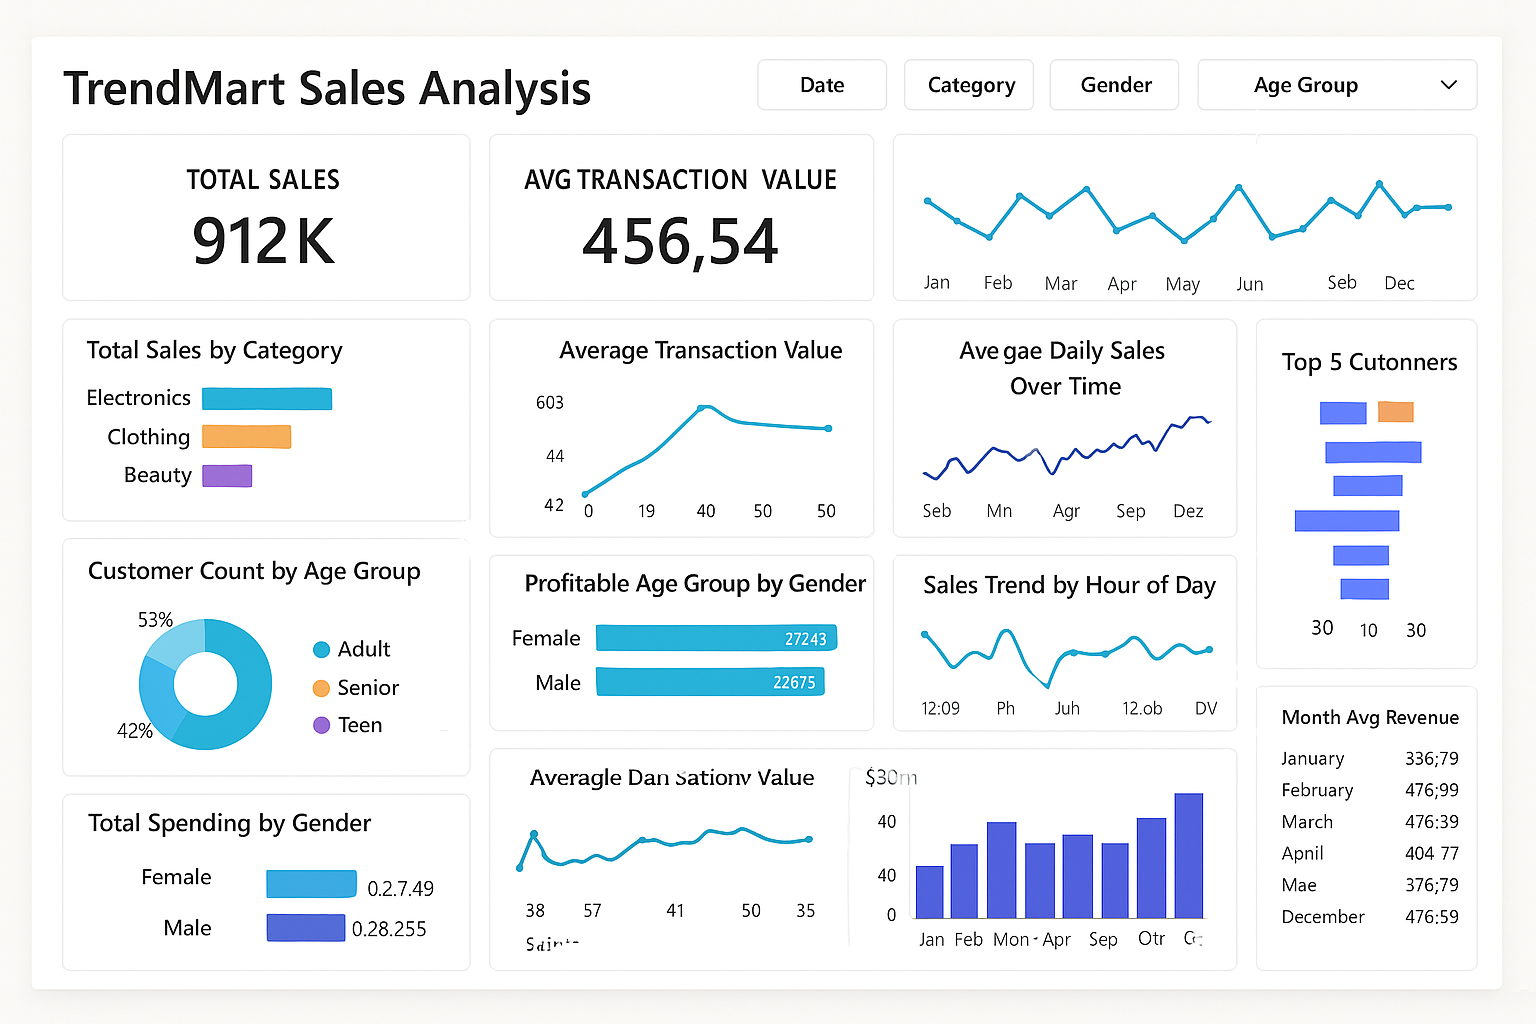 TrendMart Sales Analysis
Date
Category
Gender
Age Group
TOTAL SALES
912K
AVG TRANSACTION VALUE
456,54
Jan Feb Mar Apr May Jun Seb Dec
Total Sales by Category
Electronics
Clothing
Beauty
Average Transaction Value
603
44
42
0 19 40 50 50
Ave gae Daily Sales
Over Time
Seb Mn Agr Sep Dez
Top 5 Cutonners
30 10 30
Customer Count by Age Group
53%
42%
Adult
Senior
Teen
Profitable Age Group by Gender
Female 27243
Male 22675
Sales Trend by Hour of Day
12:09 Ph Juh 12.ob DV
Total Spending by Gender
Female 0.2.7.49
Male 0.28.255
Averagle Dan Value
38 57 41 50 35
$30m
40
40
0
Jan Feb Mon - Apr Sep Otr
Month Avg Revenue
January 336;79
February 476;99
March 476:39
Apnil 404 77
Mae 376;79
December 476:59